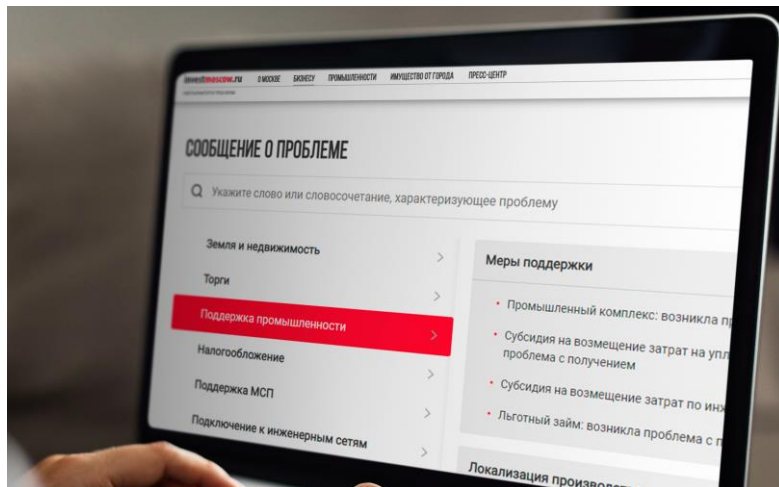 investmoscow.ru О МОСКВЕ БИЗНЕСУ ПРОМЫШЛЕННОСТИ ИМУЩЕСТВО ОТ ГОРОДА ПРЕСС-ЦЕНТР
СООБЩЕНИЕ О ПРОБЛЕМЕ
Укажите слово или словосочетание, характеризующее проблему
Земля и недвижимость
Торги
Поддержка промышленности
Налогообложение
Поддержка МСП
Подключение к инженерным сетям
Меры поддержки
• Промышленный комплекс: возникла
• Субсидия на возмещение затрат на упл
проблема с получением
• Субсидия на возмещение затрат по инж
• Льготный займ: возникла проблема с п
Локализация